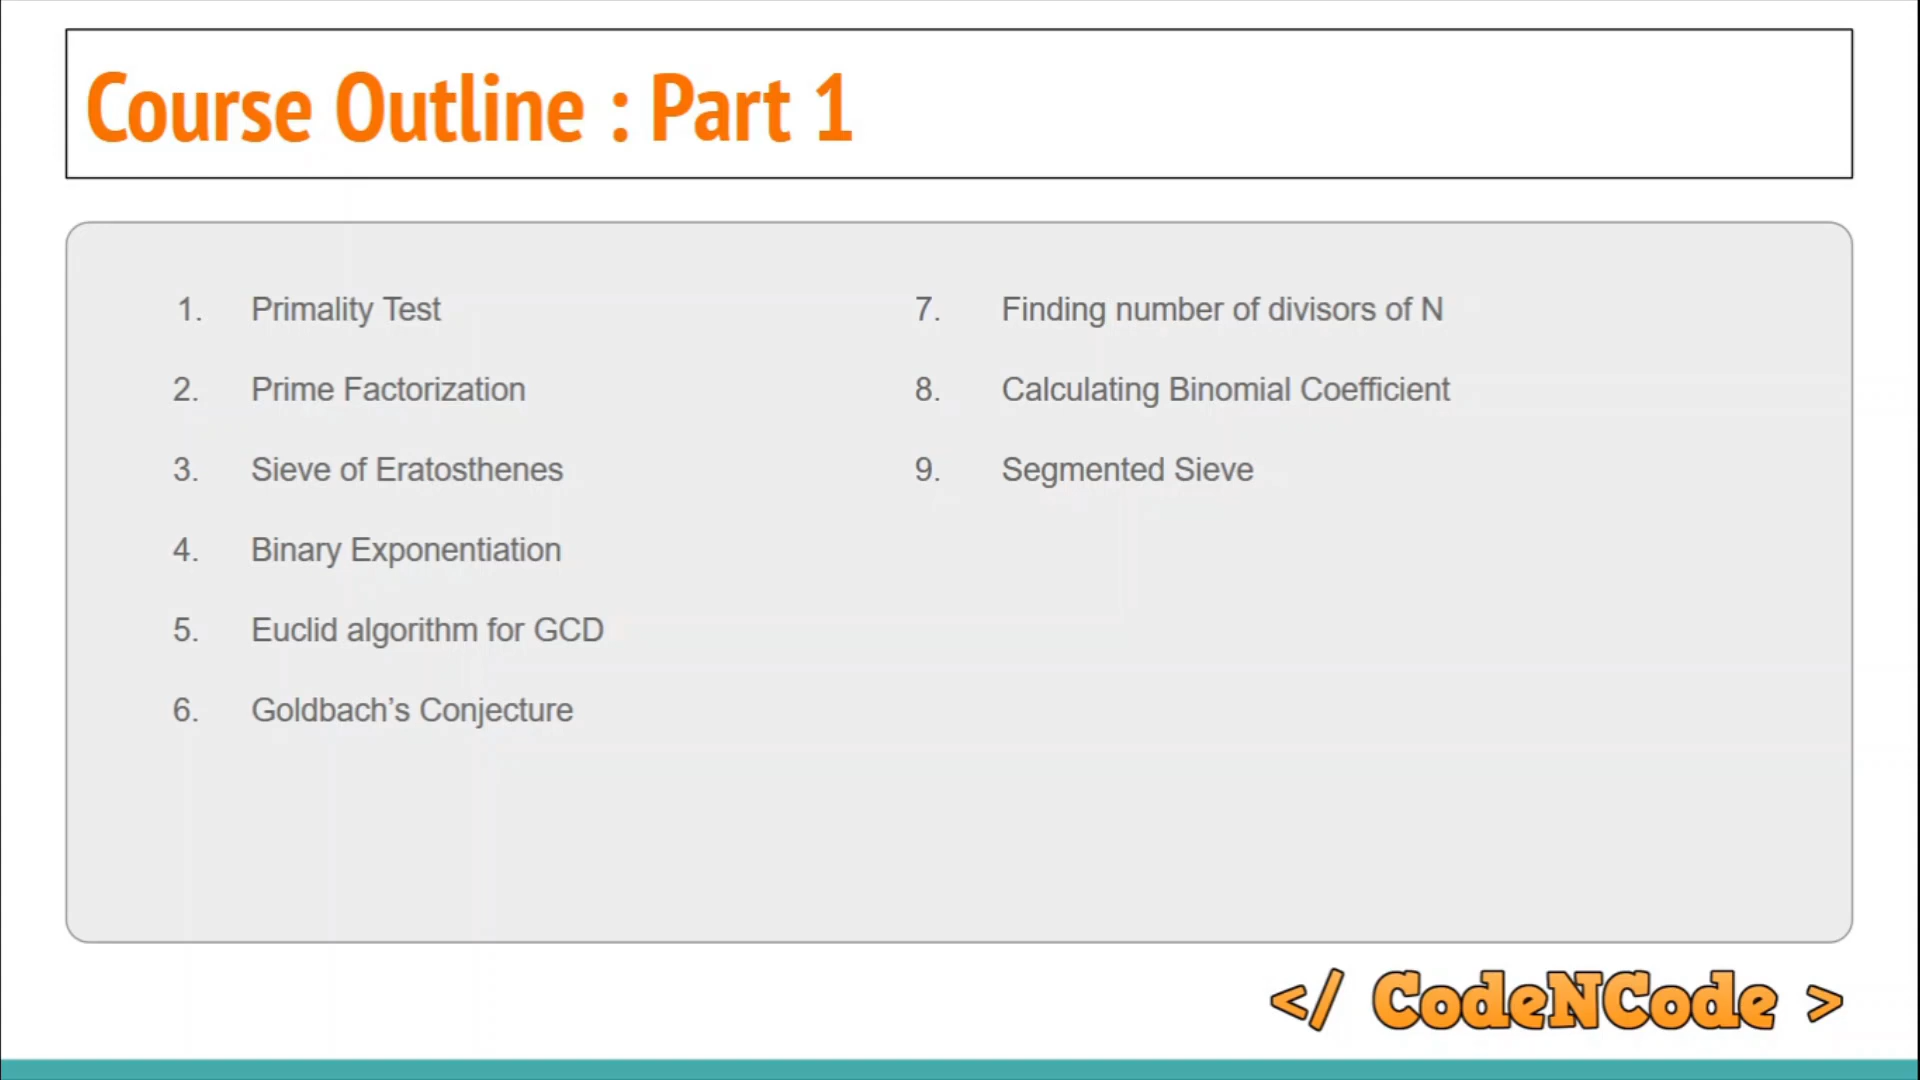 Course Outline : Part 1
1. Primality Test
2. Prime Factorization
3. Sieve of Eratosthenes
4. Binary Exponentiation
5. Euclid algorithm for GCD
6. Goldbach’s Conjecture
7. Finding number of divisors of N
8. Calculating Binomial Coefficient
9. Segmented Sieve
</ CodeNCode >